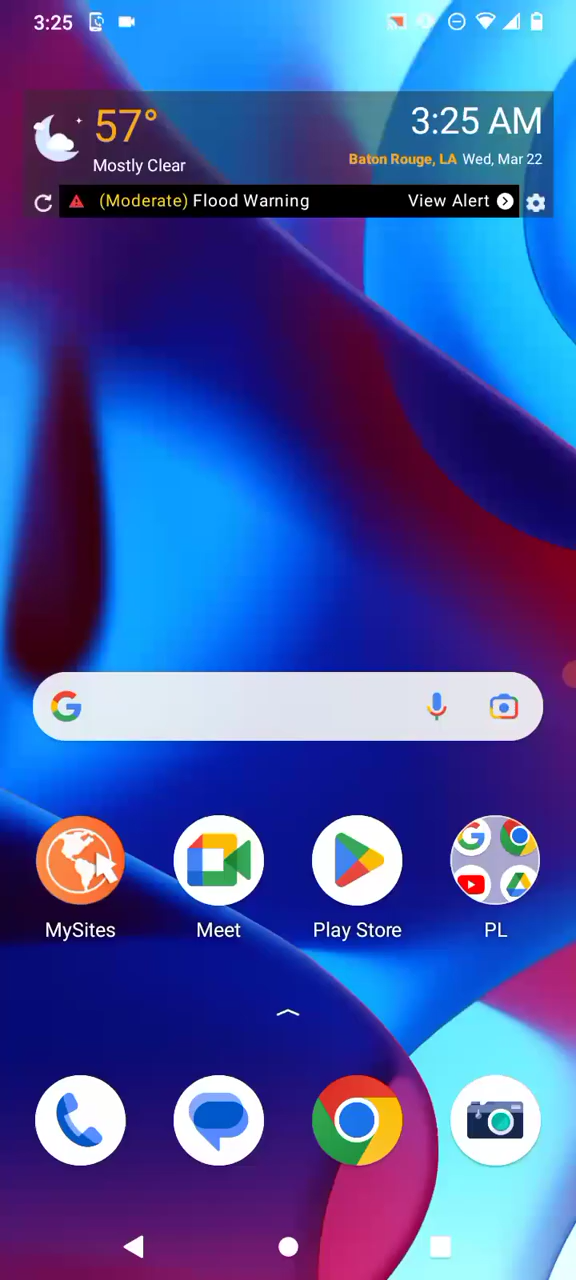 3:25
57°
3:25 AM
Mostly Clear
Baton Rouge, LA Wed, Mar 22
(Moderate) Flood Warning
View Alert
MySites
Meet
Play Store
PL